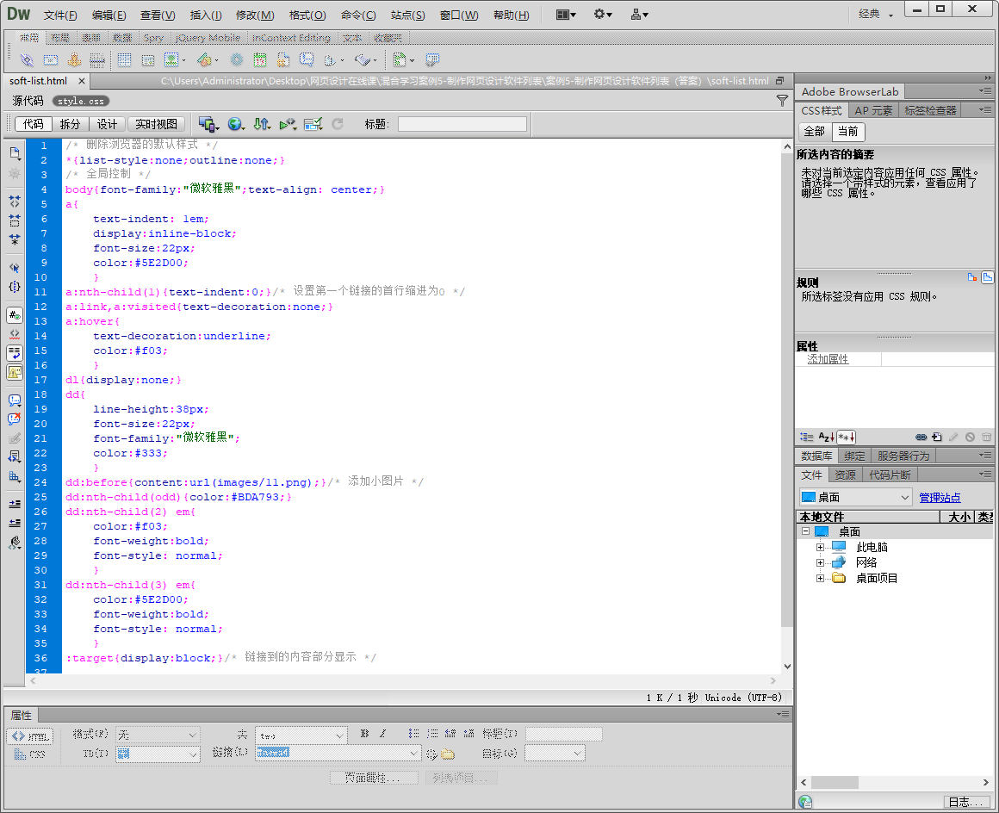 Dw 文件(F) 编辑(E) 查看(V) 插入(I) 修改(M) 格式(O) 命令(C) 站点(S) 窗口(W) 帮助(H) 经典
常用 布局 表单 数据 Spry jQuery Mobile InContext Editing 文本 收藏夹
soft-list.html C:\Users\Administrator\Desktop\网页设计在线课\混合学习案例5-制作网页设计软件列表\案例5-制作网页设计软件列表（答案）\soft-list.html
源代码 style.css
代码 拆分 设计 实时视图 标题:
1 /* 删除浏览器的默认样式 */
2 *{list-style:none;outline:none;}
3 /* 全局控制 */
4 body{font-family:"微软雅黑";text-align: center;}
5 a{
6 text-indent: 1em;
7 display:inline-block;
8 font-size:22px;
9 color:#5E2D00;
10 }
11 a:nth-child(1){text-indent:0;}/* 设置第一个链接的首行缩进为0 */
12 a:link,a:visited{text-decoration:none;}
13 a:hover{
14 text-decoration:underline;
15 color:#f03;
16 }
17 dl{display:none;}
18 dd{
19 line-height:38px;
20 font-size:22px;
21 font-family:"微软雅黑";
22 color:#333;
23 }
24 dd:before{content:url(images/11.png);}/* 添加小图片 */
25 dd:nth-child(odd){color:#BDA793;}
26 dd:nth-child(2) em{
27 color:#f03;
28 font-weight:bold;
29 font-style: normal;
30 }
31 dd:nth-child(3) em{
32 color:#5E2D00;
33 font-weight:bold;
34 font-style: normal;
35 }
36 :target{display:block;}/* 链接到的内容部分显示 */
37
1 K / 1 秒 Unicode (UTF-8)
属性
<> HTML 格式(F) 无 类 B I 标题(T)
CSS ID(I) 无 链接(L) #news4 目标(G)
页面属性... 列表项目...
Adobe BrowserLab
CSS样式 AP 元素 标签检查器
全部 当前
所选内容的摘要
未对当前选定内容应用任何 CSS 属性。
请选择一个带样式的元素，查看应用了
哪些 CSS 属性。
规则
所选标签没有应用 CSS 规则。
属性
添加属性
数据库 绑定 服务器行为
文件 资源 代码片断
桌面 管理站点
本地文件 大小 类型
桌面
此电脑
网络
桌面项目
日志...